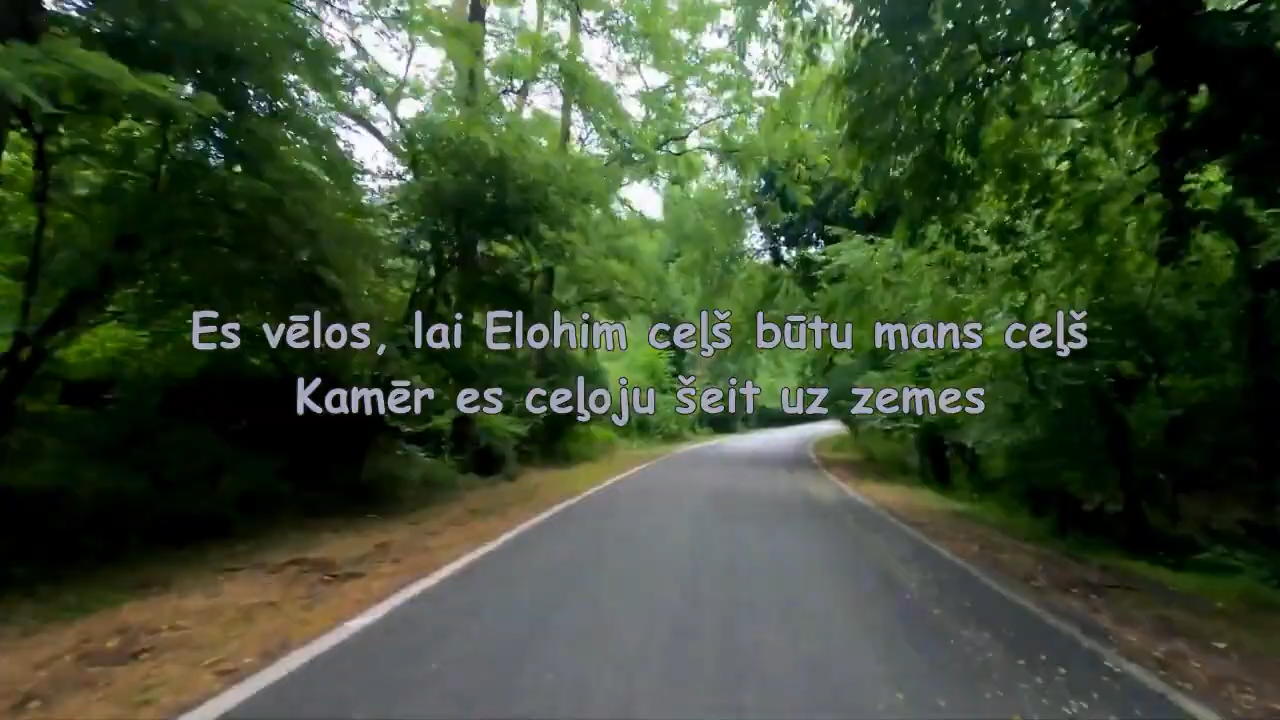 Es vēlos, lai Elohim ceļš būtu mans ceļš
Kamēr es ceļoju šeit uz zemes